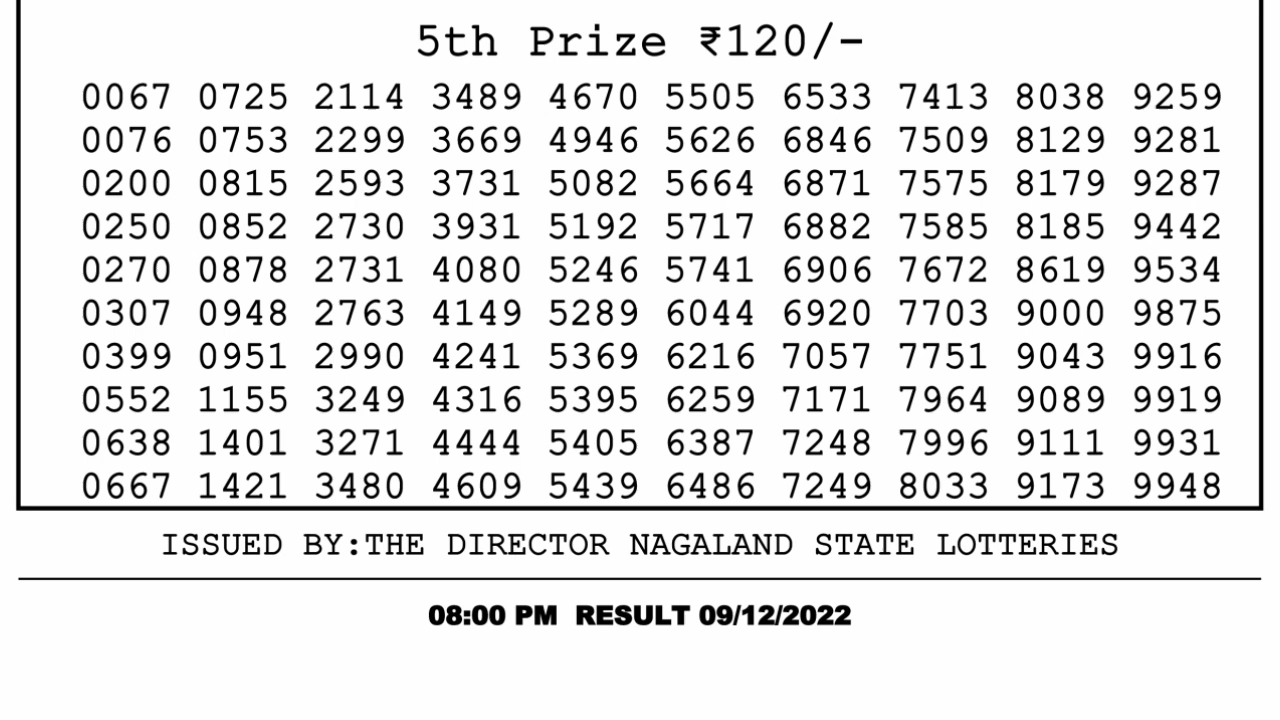 5th Prize ₹120/-
0067 0725 2114 3489 4670 5505 6533 7413 8038 9259
0076 0753 2299 3669 4946 5626 6846 7509 8129 9281
0200 0815 2593 3731 5082 5664 6871 7575 8179 9287
0250 0852 2730 3931 5192 5717 6882 7585 8185 9442
0270 0878 2731 4080 5246 5741 6906 7672 8619 9534
0307 0948 2763 4149 5289 6044 6920 7703 9000 9875
0399 0951 2990 4241 5369 6216 7057 7751 9043 9916
0552 1155 3249 4316 5395 6259 7171 7964 9089 9919
0638 1401 3271 4444 5405 6387 7248 7996 9111 9931
0667 1421 3480 4609 5439 6486 7249 8033 9173 9948
ISSUED BY:THE DIRECTOR NAGALAND STATE LOTTERIES
08:00 PM RESULT 09/12/2022